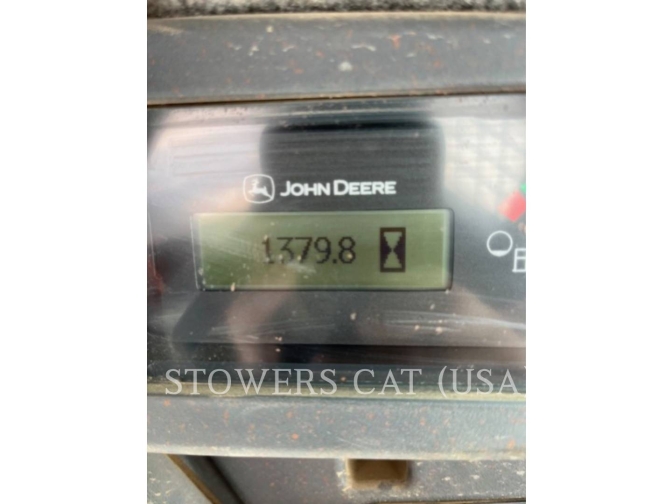 JOHN DEERE
1379.8
STOWERS CAT (USA